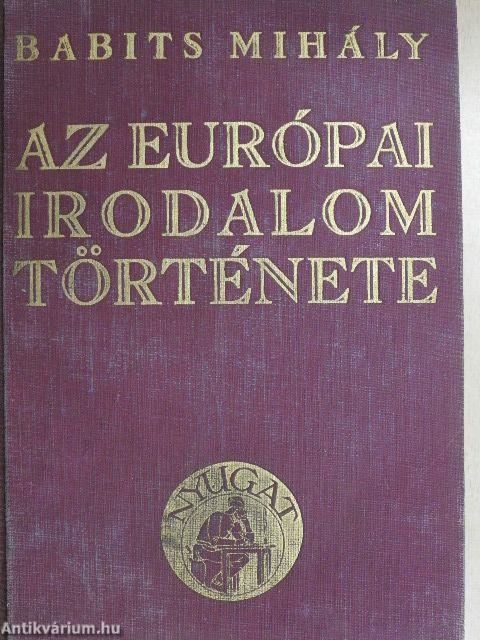 BABITS MIHÁLY
AZ EURÓPAI
IRODALOM
TÖRTÉNETE
NYUGAT
Antikvárium.hu